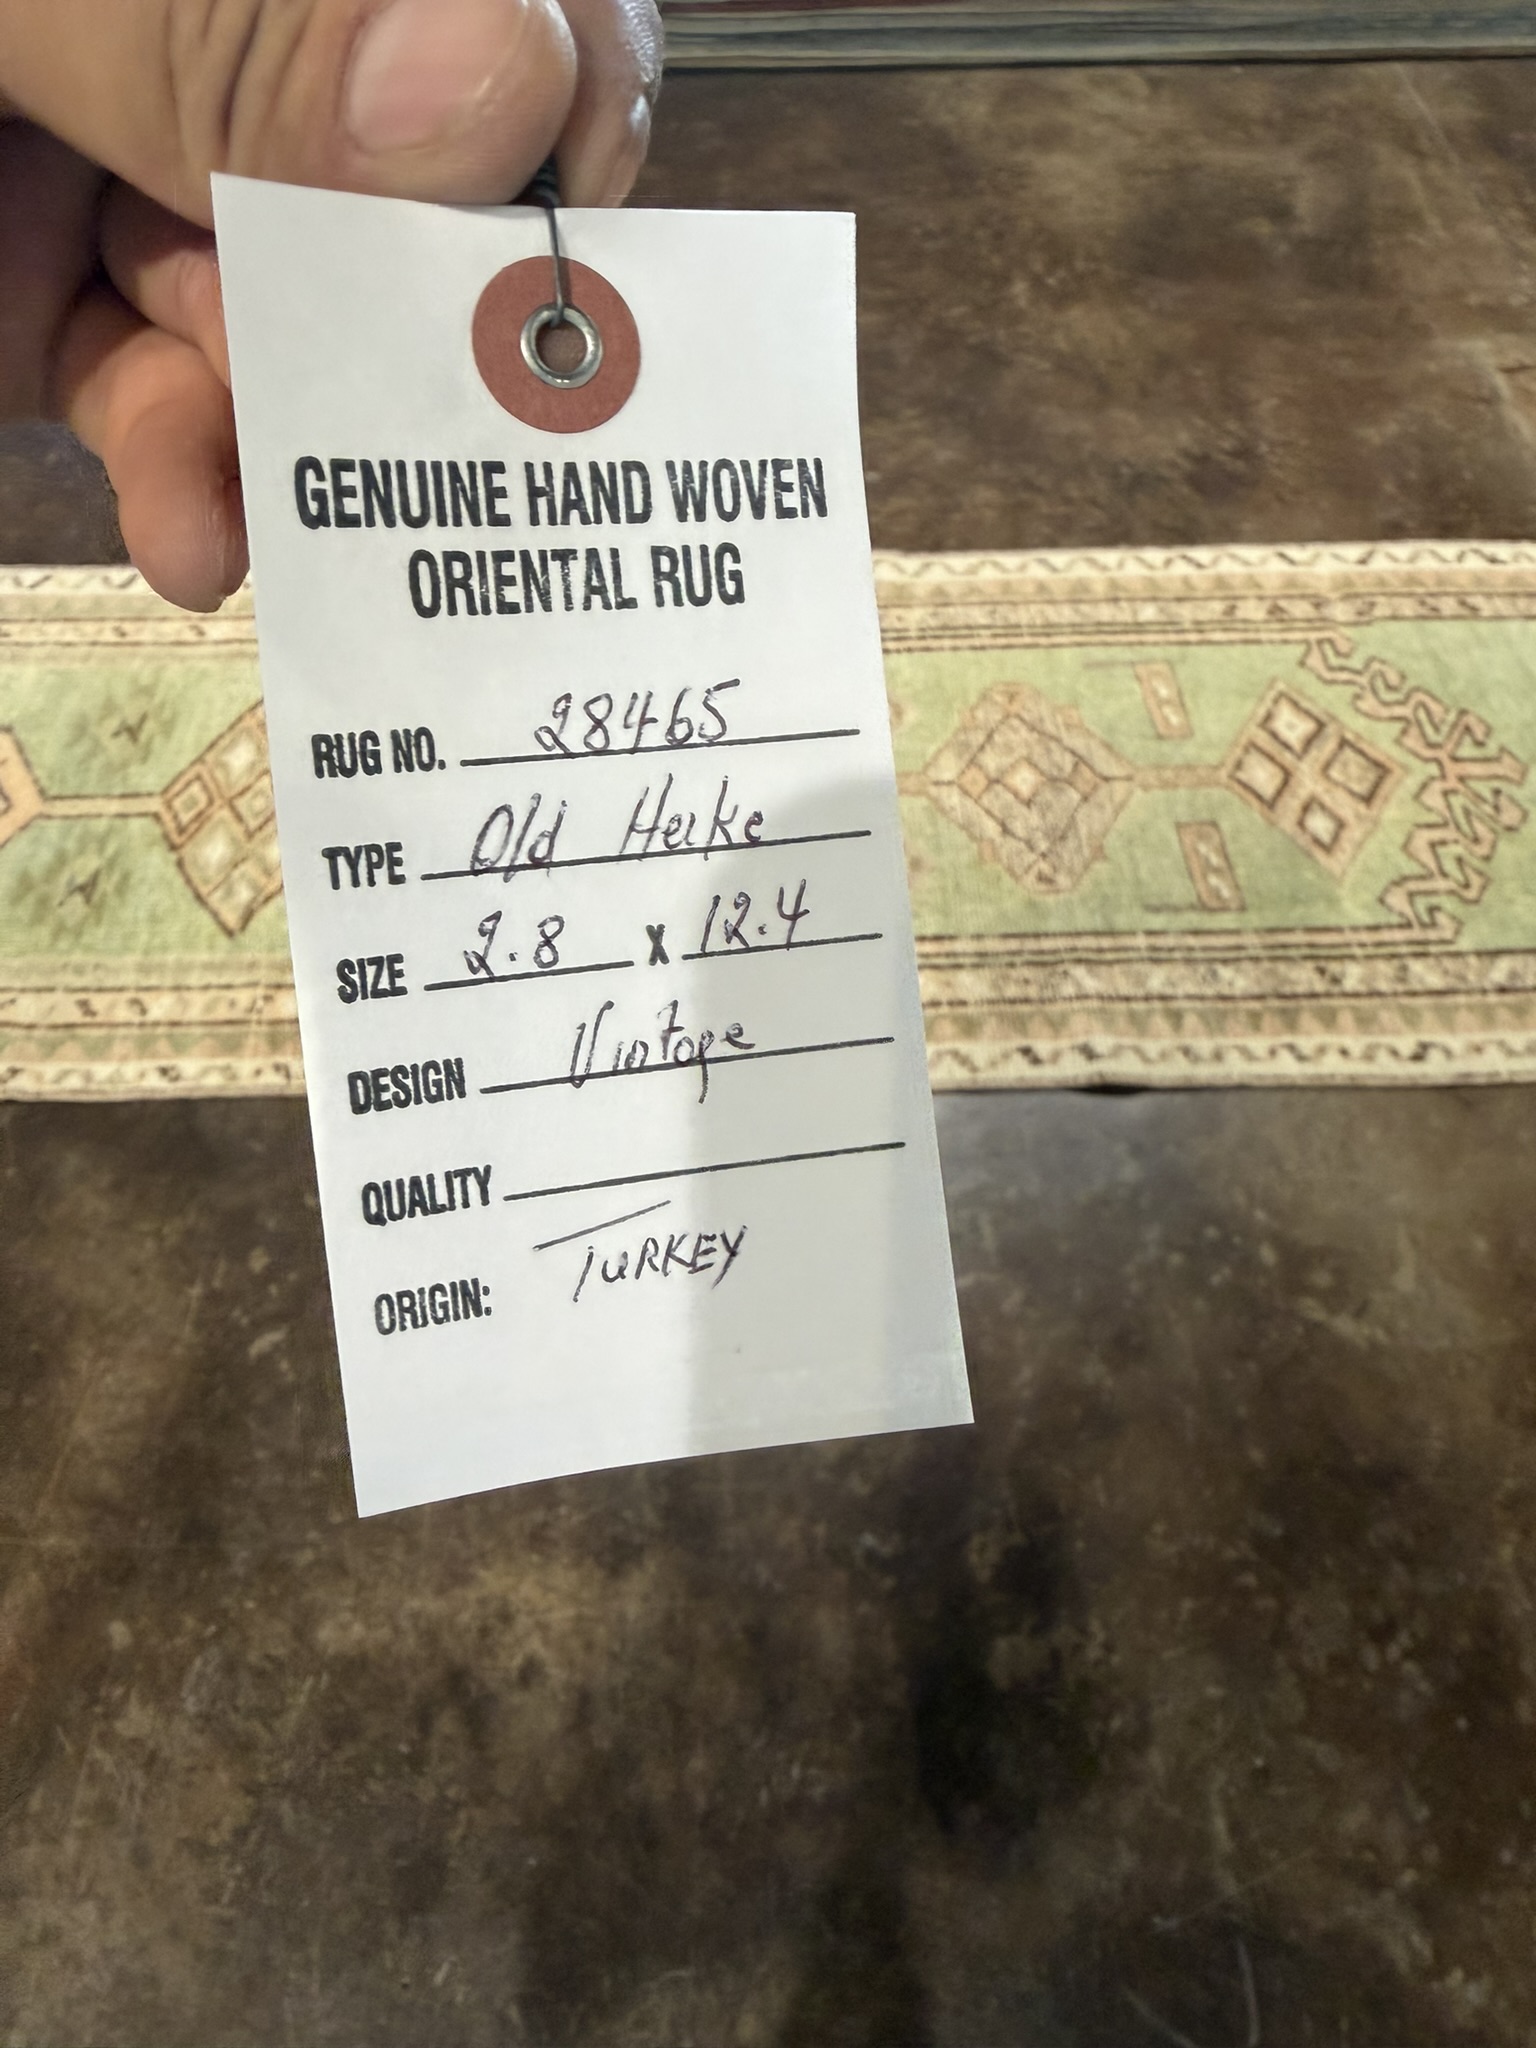 GENUINE HAND WOVEN
ORIENTAL RUG
RUG NO. 28465
TYPE Old Heike
SIZE 2.8 X 12.4
DESIGN Vintage
QUALITY
ORIGIN: TURKEY